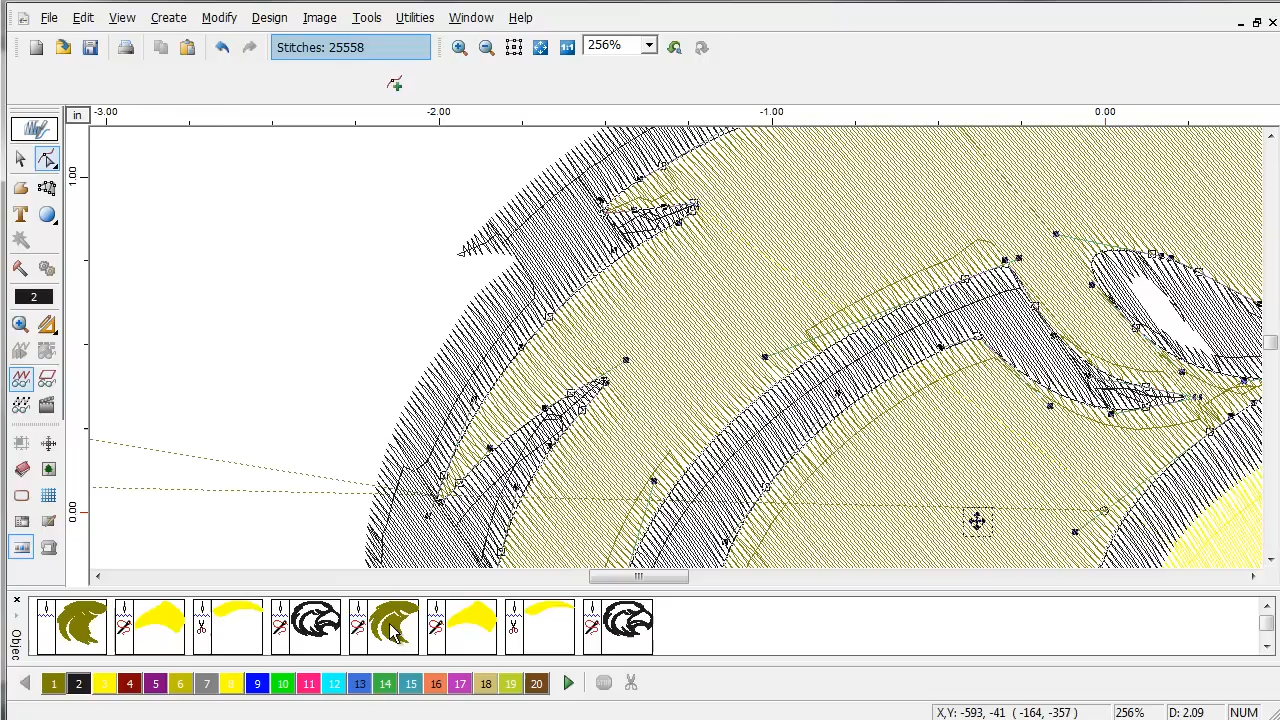 File Edit View Create Modify Design Image Tools Utilities Window Help
Stitches: 25558 256%
in -3.00 -2.00 -1.00 0.00
1.00
0.00
2
Objec
1 2 3 4 5 6 7 8 9 10 11 12 13 14 15 16 17 18 19 20
X,Y: -593, -41 ( -164, -357) 256% D: 2.09 NUM